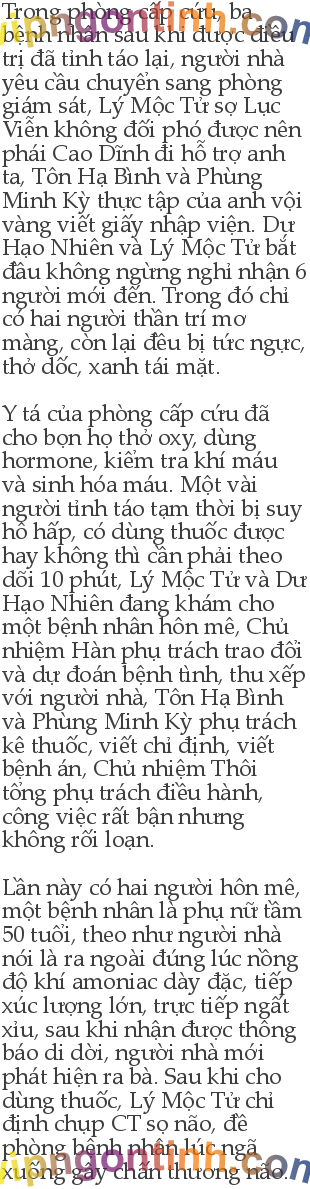 Trong phòng cấp cứu, ba
bệnh nhân sau khi được điều
trị đã tỉnh táo lại, người nhà
yêu cầu chuyển sang phòng
giám sát, Lý Mộc Tử sợ Lục
Viễn không đối phó được nên
phái Cao Dĩnh đi hỗ trợ anh
ta, Tôn Hạ Bình và Phùng
Minh Kỳ thực tập của anh vội
vàng viết giấy nhập viện. Dư
Hạo Nhiên và Lý Mộc Tử bắt
đầu không ngừng nghi nhận 6
người mới đến. Trong đó chỉ
có hai người thần trí mơ
màng, còn lại đều bị tức ngực,
thở dốc, xanh tái mặt.

Y tá của phòng cấp cứu đã
cho bọn họ thở oxy, dùng
hormone, kiểm tra khí máu
và sinh hóa máu. Một vài
người tỉnh táo tạm thời bị suy
hô hấp, có dùng thuốc được
hay không thì cần phải theo
dõi 10 phút, Lý Mộc Tử và Dư
Hạo Nhiên đang khám cho
một bệnh nhân hôn mê, Chủ
nhiệm Hàn phụ trách trao đổi
và dự đoán bệnh tình, thu xếp
với người nhà, Tôn Hạ Bình
và Phùng Minh Kỳ phụ trách
kê thuốc, viết chỉ định, viết
bệnh án, Chủ nhiệm Thôi
tổng phụ trách điều hành,
công việc rất bận nhưng
không rối loạn.

Lần này có hai người hôn mê,
một bệnh nhân là phụ nữ tầm
50 tuổi, theo như người nhà
nói là ra ngoài đúng lúc nồng
độ khí amoniac dày đặc, tiếp
xúc lượng lớn, trực tiếp ngất
xỉu, sau khi nhận được thông
báo di dời, người nhà mới
phát hiện ra bà. Sau khi cho
dùng thuốc, Lý Mộc Tử chỉ
định chụp CT sọ não, đề
phòng bệnh nhân lúc ngã
xuống gây chấn thương não.
vipngontinh.com
vipngontinh.com